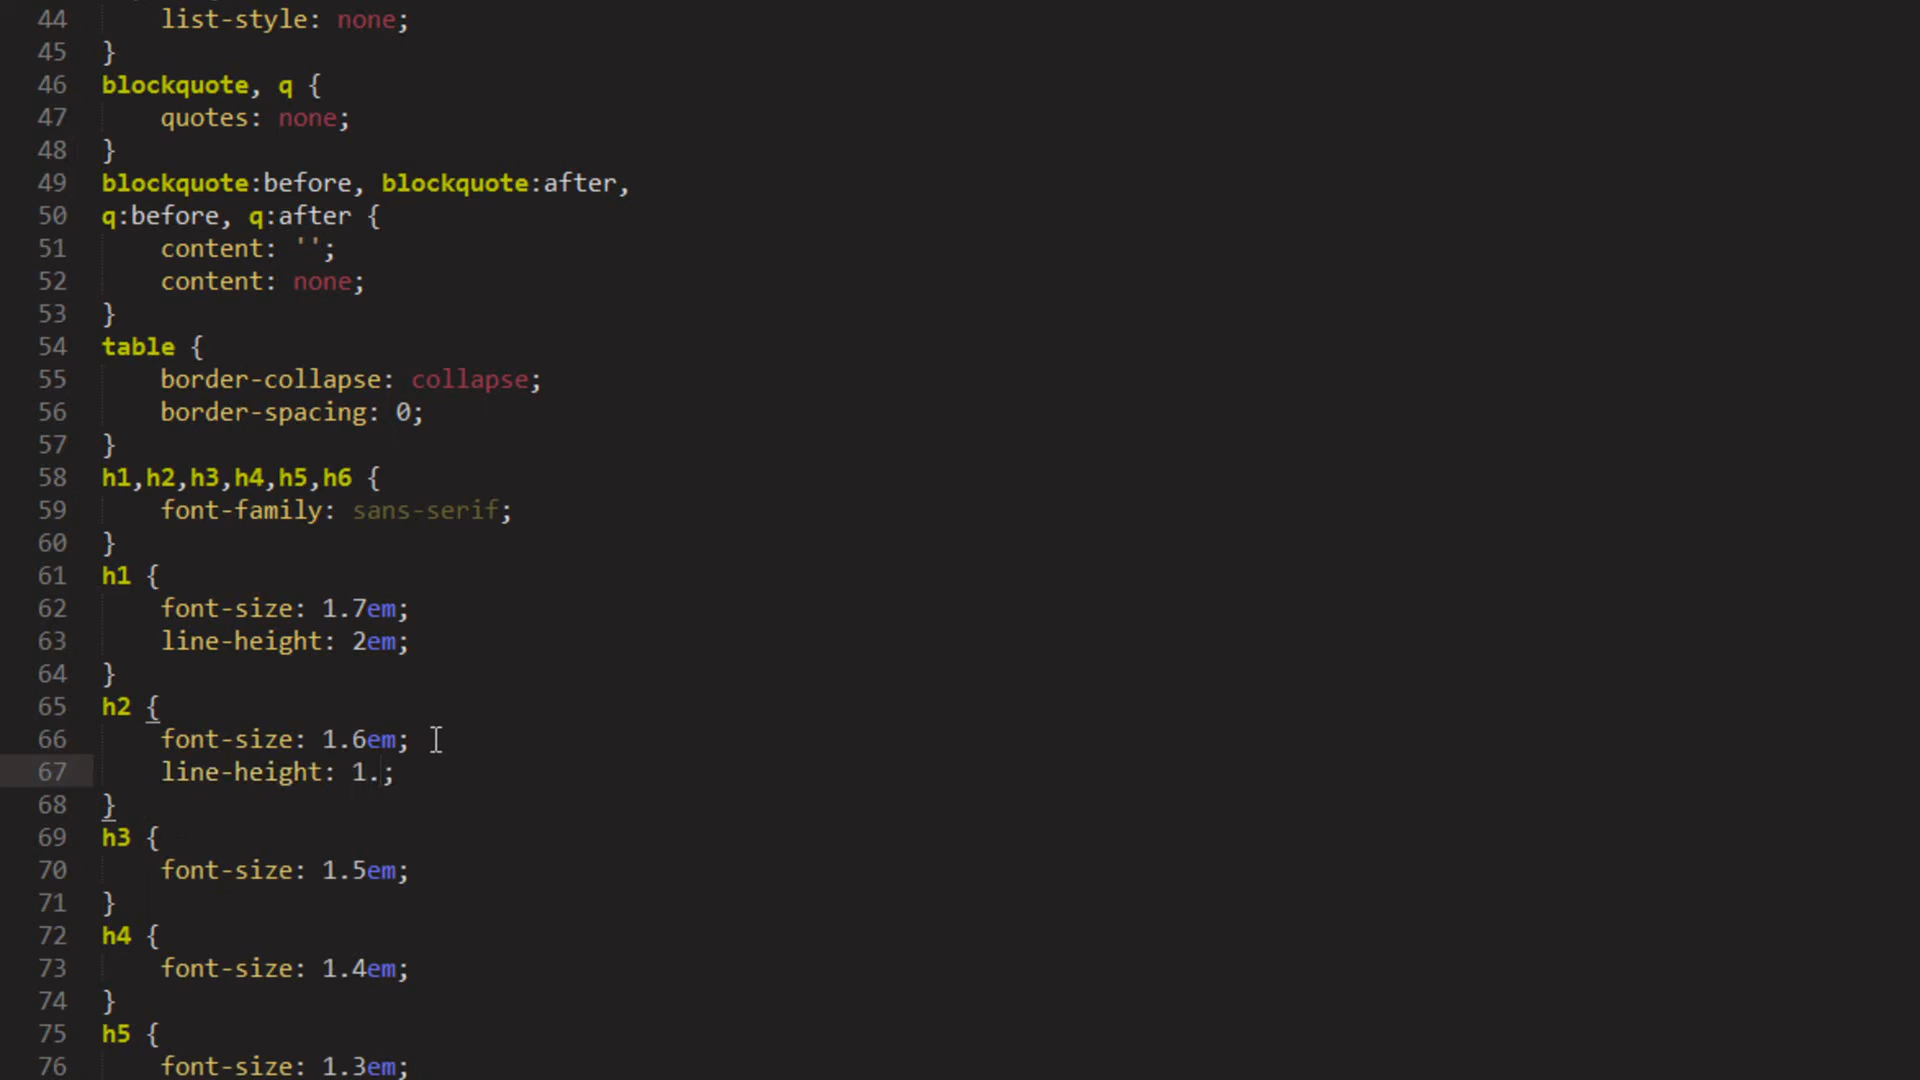 44 list-style: none;
45 }
46 blockquote, q {
47 quotes: none;
48 }
49 blockquote:before, blockquote:after,
50 q:before, q:after {
51 content: '';
52 content: none;
53 }
54 table {
55 border-collapse: collapse;
56 border-spacing: 0;
57 }
58 h1,h2,h3,h4,h5,h6 {
59 font-family: sans-serif;
60 }
61 h1 {
62 font-size: 1.7em;
63 line-height: 2em;
64 }
65 h2 {
66 font-size: 1.6em;
67 line-height: 1.;
68 }
69 h3 {
70 font-size: 1.5em;
71 }
72 h4 {
73 font-size: 1.4em;
74 }
75 h5 {
76 font-size: 1.3em;